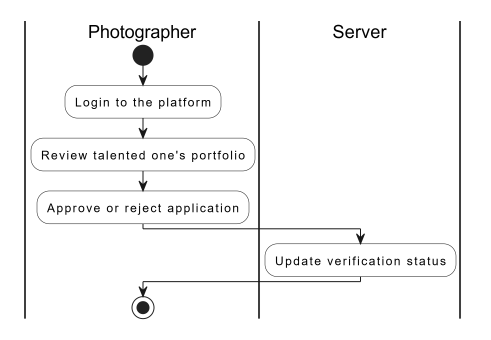 Photographer
Server
Login to the platform
Review talented one's portfolio
Approve or reject application
Update verification status